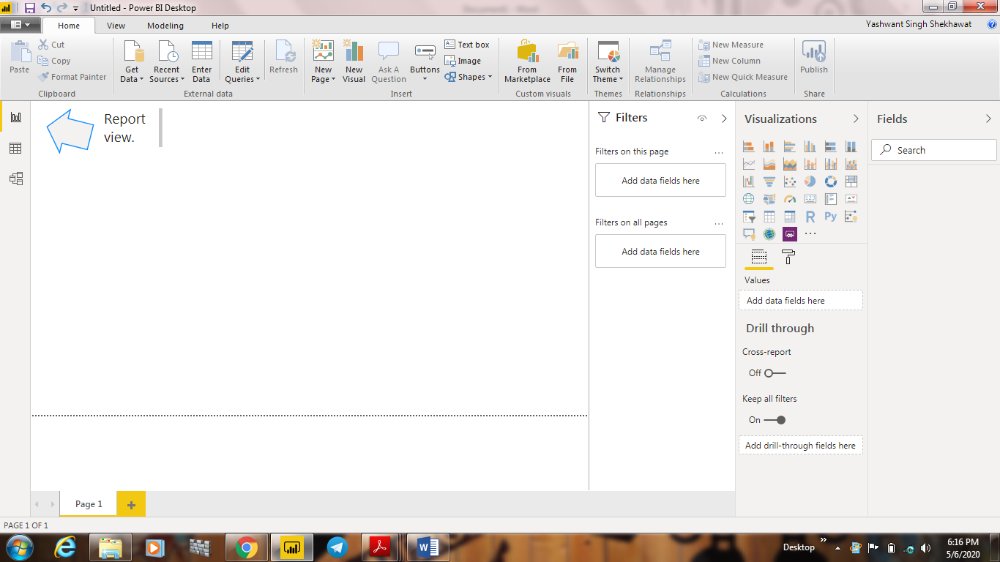 Untitled - Power BI Desktop
Home View Modeling Help
Yashwant Singh Shekhawat
Paste
Cut
Copy
Format Painter
Clipboard
Get Data
Recent Sources
Enter Data
Edit Queries
Refresh
External data
New Page
New Visual
Ask A Question
Buttons
Text box
Image
Shapes
Insert
From Marketplace
From File
Custom visuals
Switch Theme
Themes
Manage Relationships
Relationships
New Measure
New Column
New Quick Measure
Calculations
Publish
Share
Report
view.
Filters
Filters on this page ...
Add data fields here
Filters on all pages ...
Add data fields here
Visualizations
123
R
Py
...
Values
Add data fields here
Drill through
Cross-report
Off
Keep all filters
On
Add drill-through fields here
Fields
Search
Page 1
PAGE 1 OF 1
Desktop
6:16 PM
5/6/2020